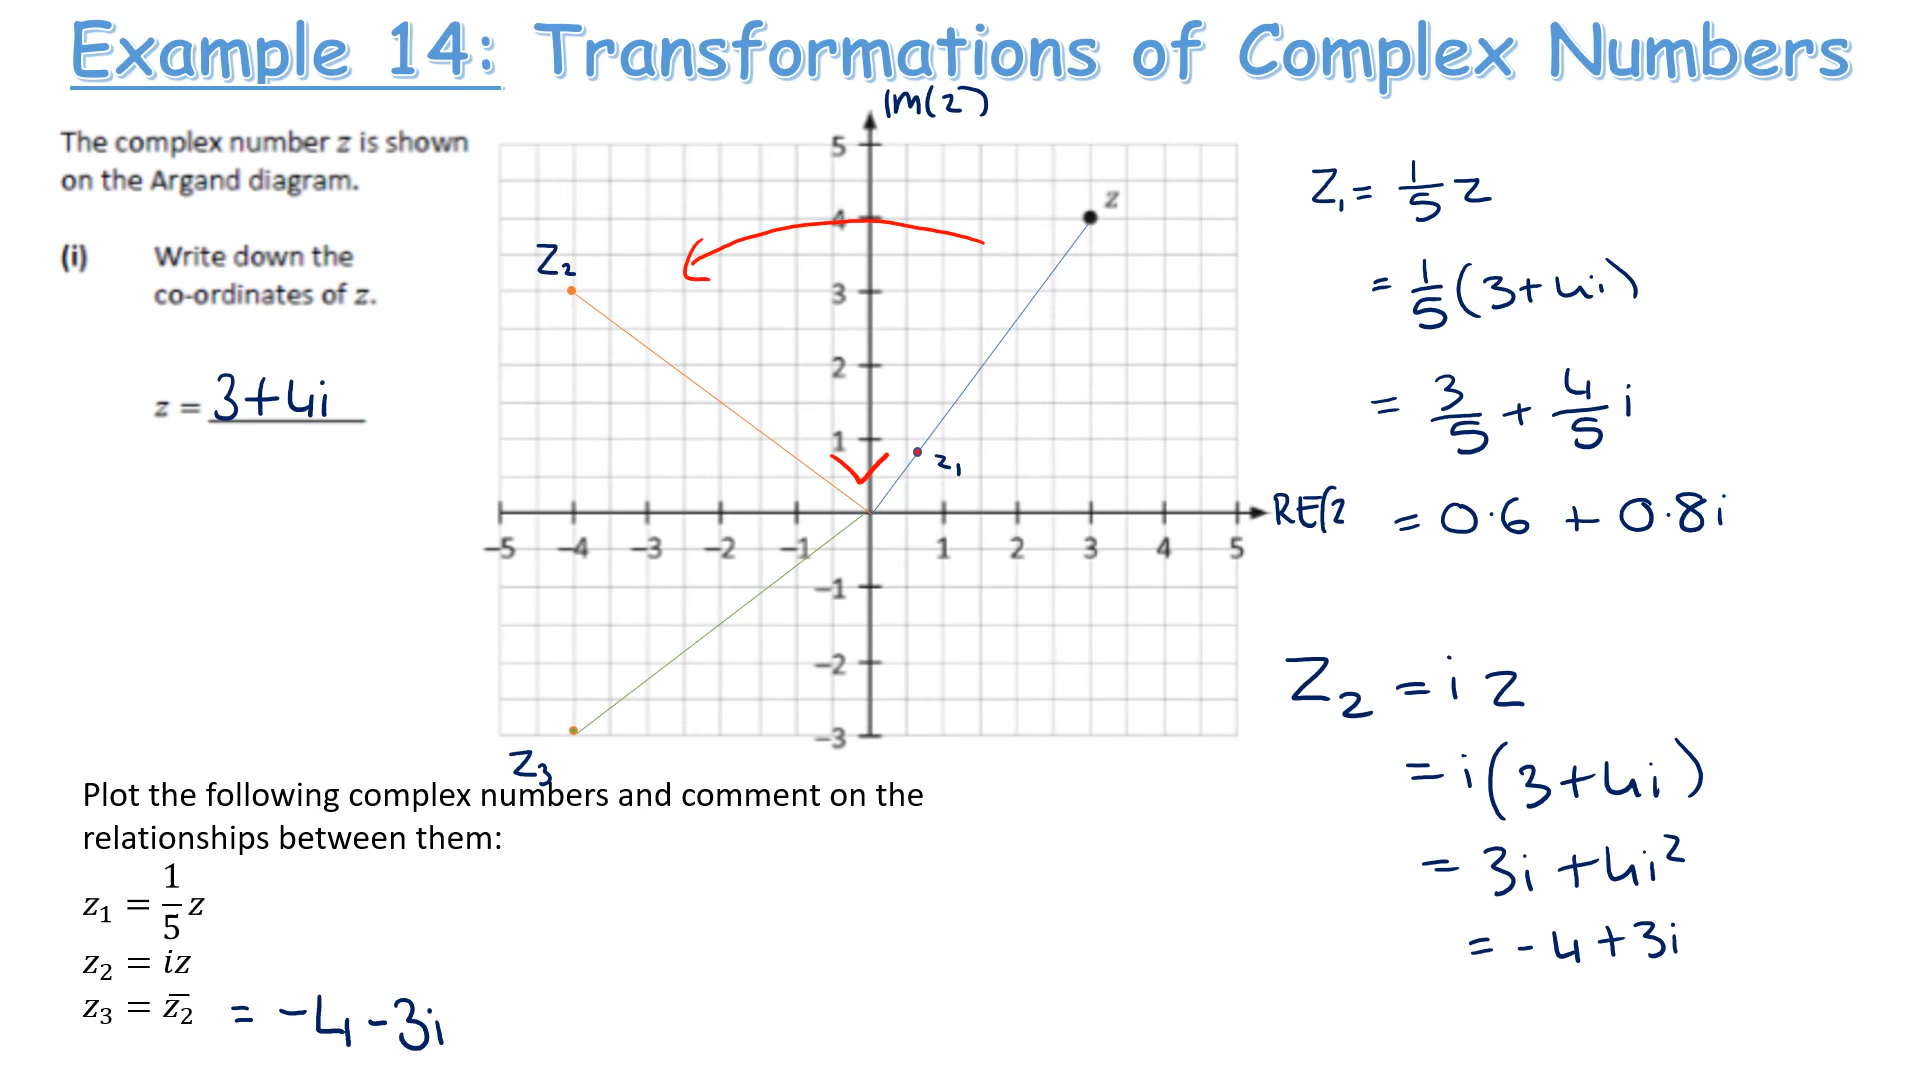 Example 14: Transformations of Complex Numbers
The complex number z is shown
on the Argand diagram.
(i) Write down the
co-ordinates of z.
z = 3+4i
Im(z)
5
4
3
2
1
-1
-2
-3
-5 -4 -3 -2 -1 1 2 3 4 5
RE(z
z
z₁
Z₂
Z₃
Plot the following complex numbers and comment on the
relationships between them:
z₁ = 1/5 z
z₂ = iz
z₃ = z̅₂ = -4-3i
Z₁ = 1/5 z
= 1/5 (3+4i)
= 3/5 + 4/5 i
= 0.6 + 0.8i
Z₂ = i z
= i(3+4i)
= 3i +4i²
= -4+3i